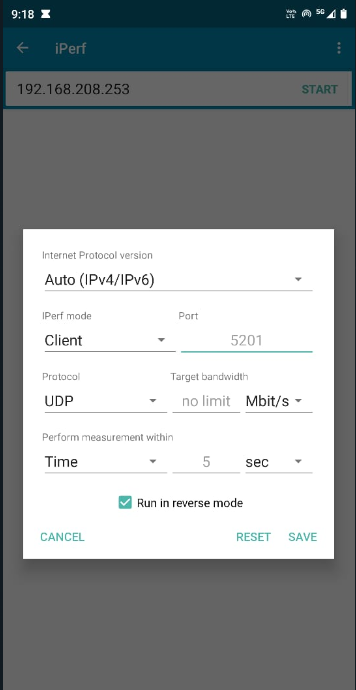 9:18
VoLTE 5G
iPerf
192.168.208.253 START
Internet Protocol version
Auto (IPv4/IPv6)
IPerf mode Port
Client 5201
Protocol Target bandwidth
UDP no limit Mbit/s
Perform measurement within
Time 5 sec
Run in reverse mode
CANCEL RESET SAVE